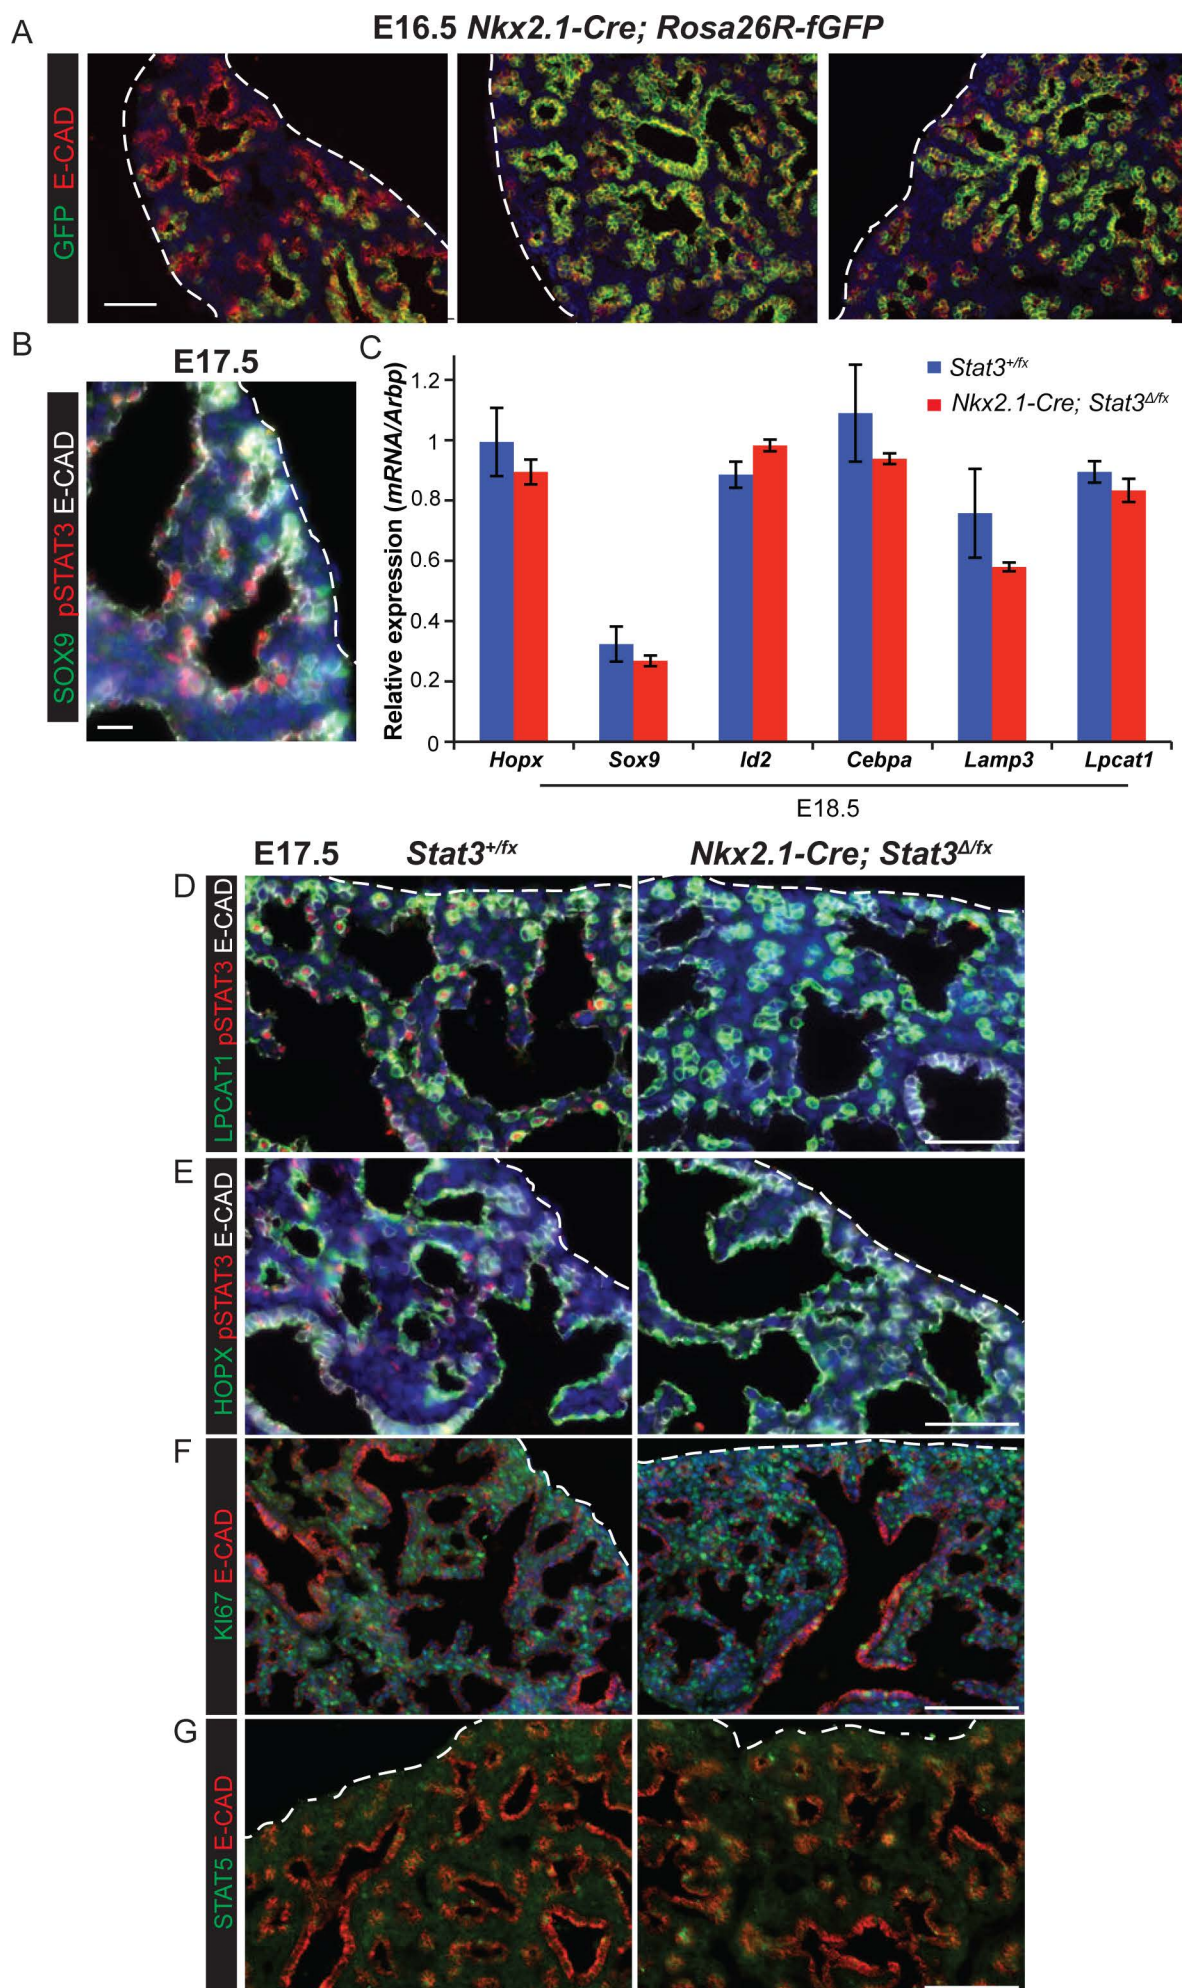 A
E16.5 Nkx2.1-Cre; Rosa26R-fGFP
GFP E-CAD
B
E17.5
SOX9 pSTAT3 E-CAD
C
Relative expression (mRNA/Arbp)
1.2
1
0.8
0.6
0.4
0.2
0
Stat3+/fx
Nkx2.1-Cre; Stat3Δ/fx
Hopx Sox9 Id2 Cebpa Lamp3 Lpcat1
E18.5
E17.5 Stat3+/fx Nkx2.1-Cre; Stat3Δ/fx
D
LPCAT1 pSTAT3 E-CAD
E
HOPX pSTAT3 E-CAD
F
KI67 E-CAD
G
STAT5 E-CAD